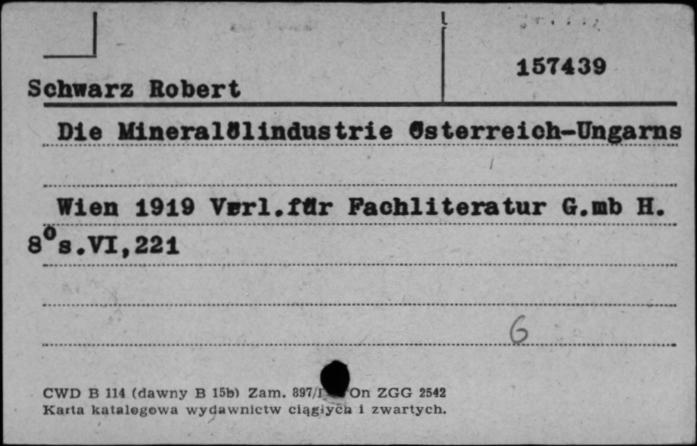 157439
Schwarz Robert
Die Mineralölindustrie Österreich-Ungarns
Wien 1919 Verl.für Fachliteratur G.mb H.
8° s.VI,221
6
CWD B 114 (dawny B 15b) Zam. 897/ On ZGG 2542
Karta katalogowa wydawnictw ciągłych i zwartych.